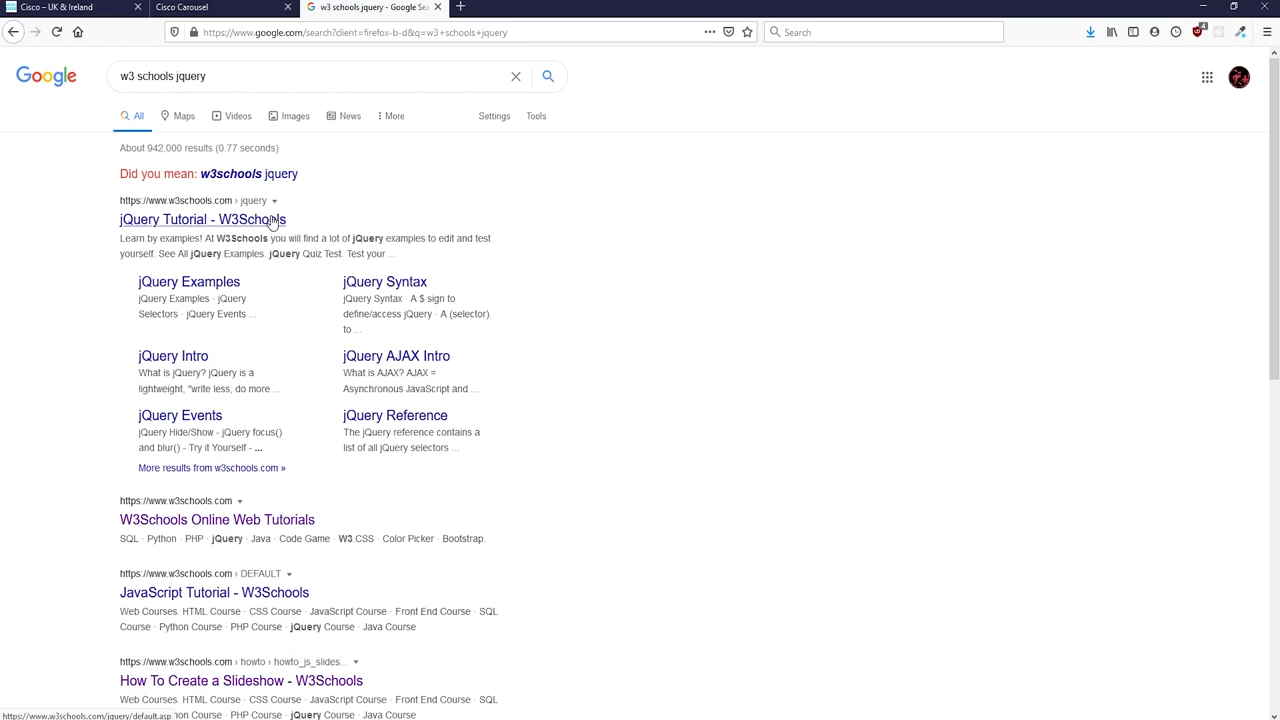 Cisco – UK & Ireland
Cisco Carousel
w3 schools jquery - Google Sea
https://www.google.com/search?client=firefox-b-d&q=w3+schools+jquery
Search
4
Google
w3 schools jquery
All
Maps
Videos
Images
News
More
Settings
Tools
About 942,000 results (0.77 seconds)
Did you mean: w3schools jquery
https://www.w3schools.com › jquery
jQuery Tutorial - W3Schools
Learn by examples! At W3Schools you will find a lot of jQuery examples to edit and test
yourself. See All jQuery Examples. jQuery Quiz Test. Test your ...
jQuery Examples
jQuery Examples · jQuery
Selectors · jQuery Events ...
jQuery Syntax
jQuery Syntax · A $ sign to
define/access jQuery · A (selector)
to ...
jQuery Intro
What is jQuery? jQuery is a
lightweight, "write less, do more ...
jQuery AJAX Intro
What is AJAX? AJAX =
Asynchronous JavaScript and ...
jQuery Events
jQuery Hide/Show - jQuery focus()
and blur() - Try it Yourself - ...
jQuery Reference
The jQuery reference contains a
list of all jQuery selectors ...
More results from w3schools.com »
https://www.w3schools.com
W3Schools Online Web Tutorials
SQL · Python · PHP · jQuery · Java · Code Game · W3.CSS · Color Picker · Bootstrap.
https://www.w3schools.com › DEFAULT
JavaScript Tutorial - W3Schools
Web Courses. HTML Course · CSS Course · JavaScript Course · Front End Course · SQL
Course · Python Course · PHP Course · jQuery Course · Java Course
https://www.w3schools.com › howto › howto_js_slides...
How To Create a Slideshow - W3Schools
Web Courses. HTML Course · CSS Course · JavaScript Course · Front End Course · SQL
hon Course · PHP Course · jQuery Course · Java Course
https://www.w3schools.com/jquery/default.asp